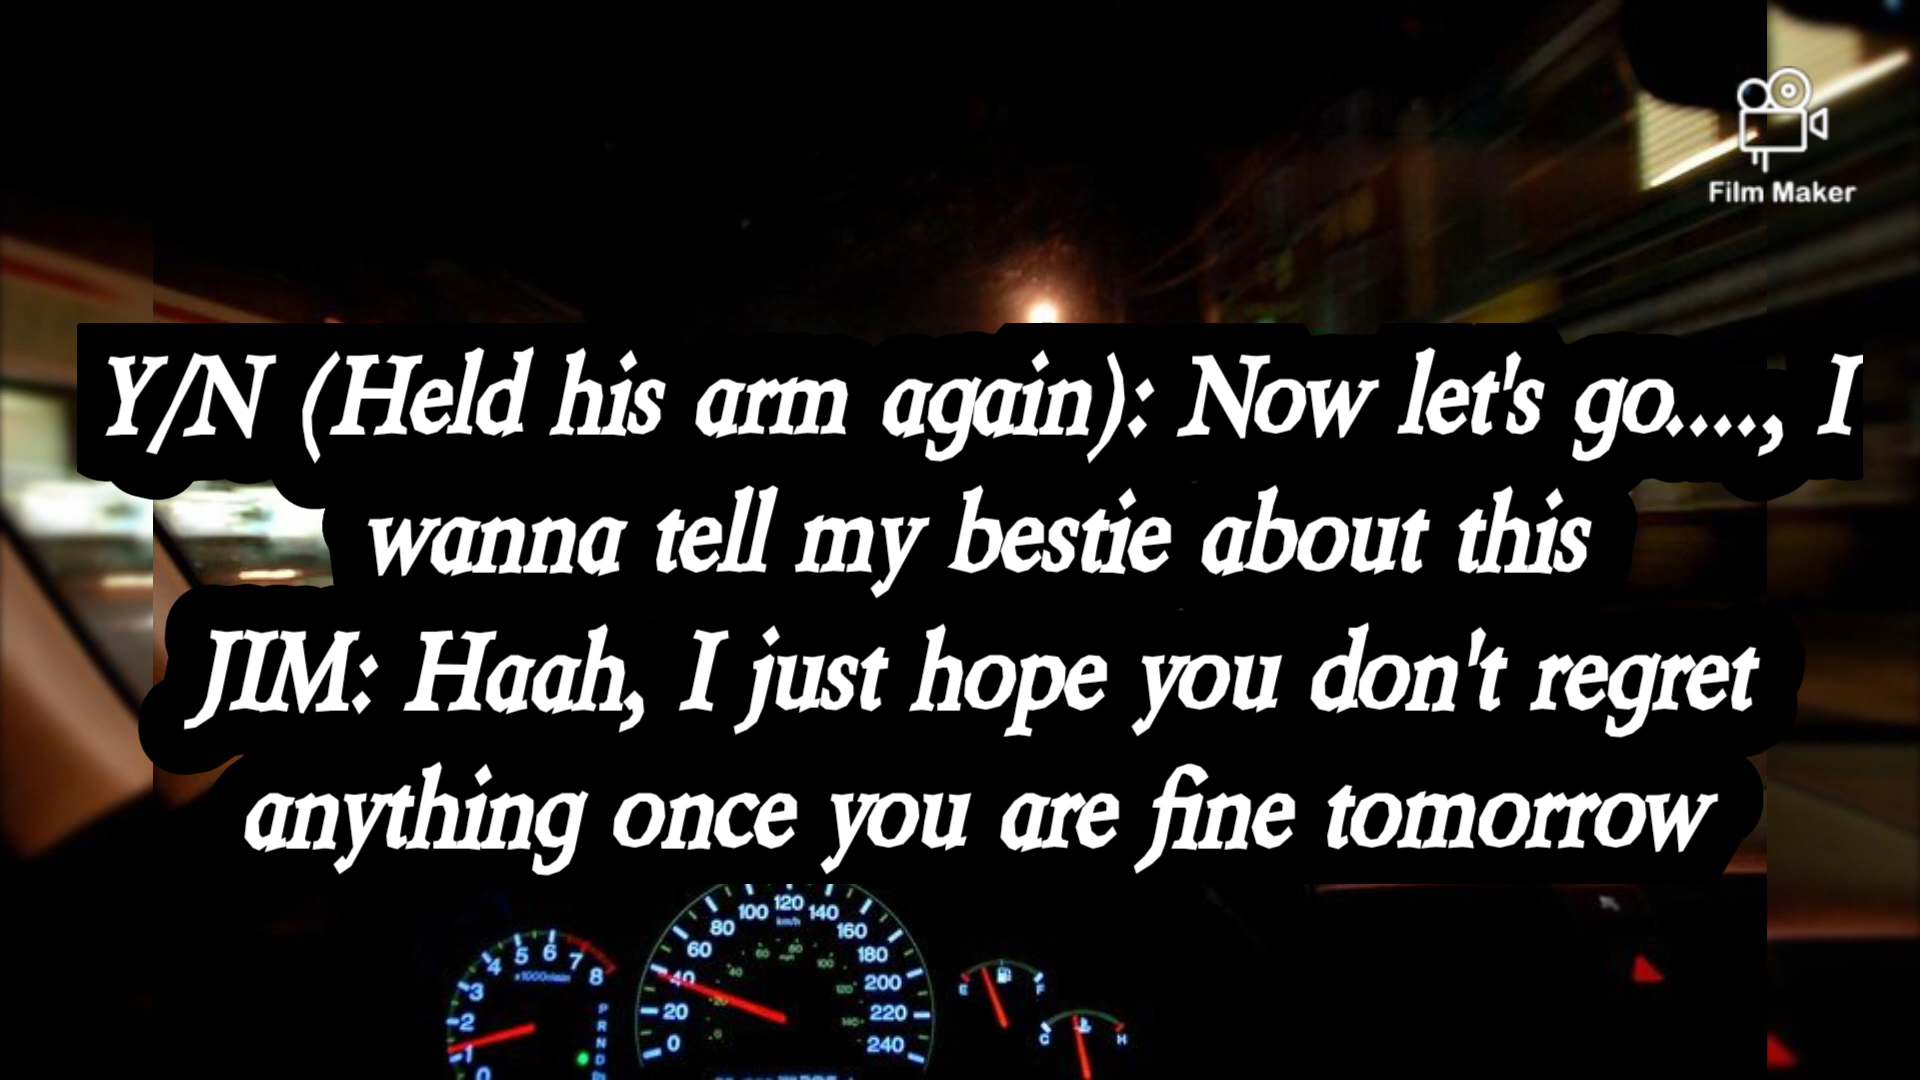 Film Maker
Y/N (Held his arm again): Now let's go...., I
wanna tell my bestie about this
JIM: Haah, I just hope you don't regret
anything once you are fine tomorrow
100 120 140
80 km/h 160
60 180
40 200
20 220
0 240
4 5 6 7 8
3
2
1
0
P
R
N
D
E F
C H